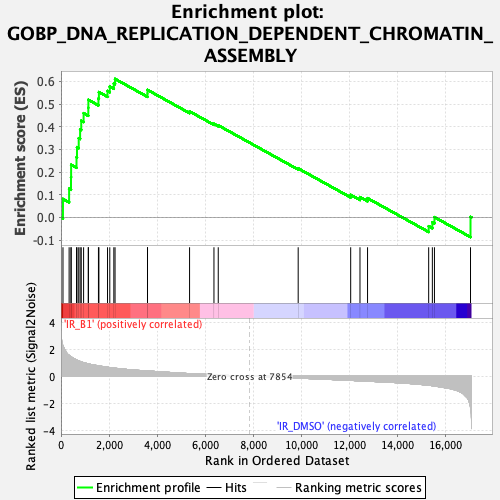 Enrichment plot:
GOBP_DNA_REPLICATION_DEPENDENT_CHROMATIN_
ASSEMBLY
Enrichment score (ES)
0.6
0.5
0.4
0.3
0.2
0.1
0.0
-0.1
'IR_B1' (positively correlated)
Ranked list metric (Signal2Noise)
4
2
0
-2
-4
Zero cross at 7854
'IR_DMSO' (negatively correlated)
0
2,000
4,000
6,000
8,000
10,000
12,000
14,000
16,000
Rank in Ordered Dataset
Enrichment profile
Hits
Ranking metric scores